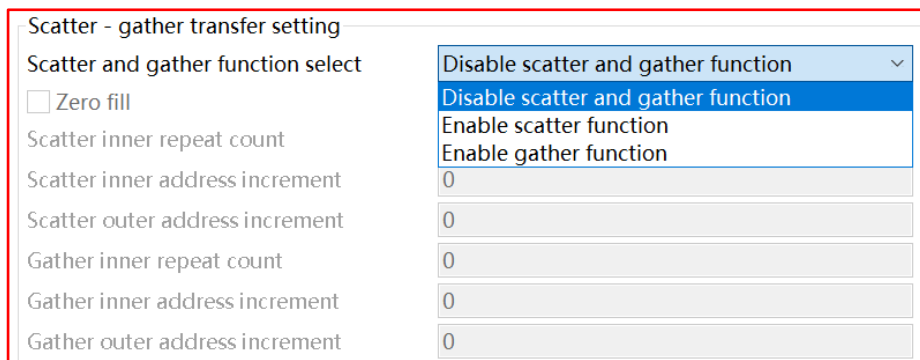 Scatter - gather transfer setting
Scatter and gather function select Disable scatter and gather function
Zero fill Disable scatter and gather function
Enable scatter function
Scatter inner repeat count
Enable gather function
Scatter inner address increment 0
Scatter outer address increment 0
Gather inner repeat count 0
Gather inner address increment 0
Gather outer address increment 0